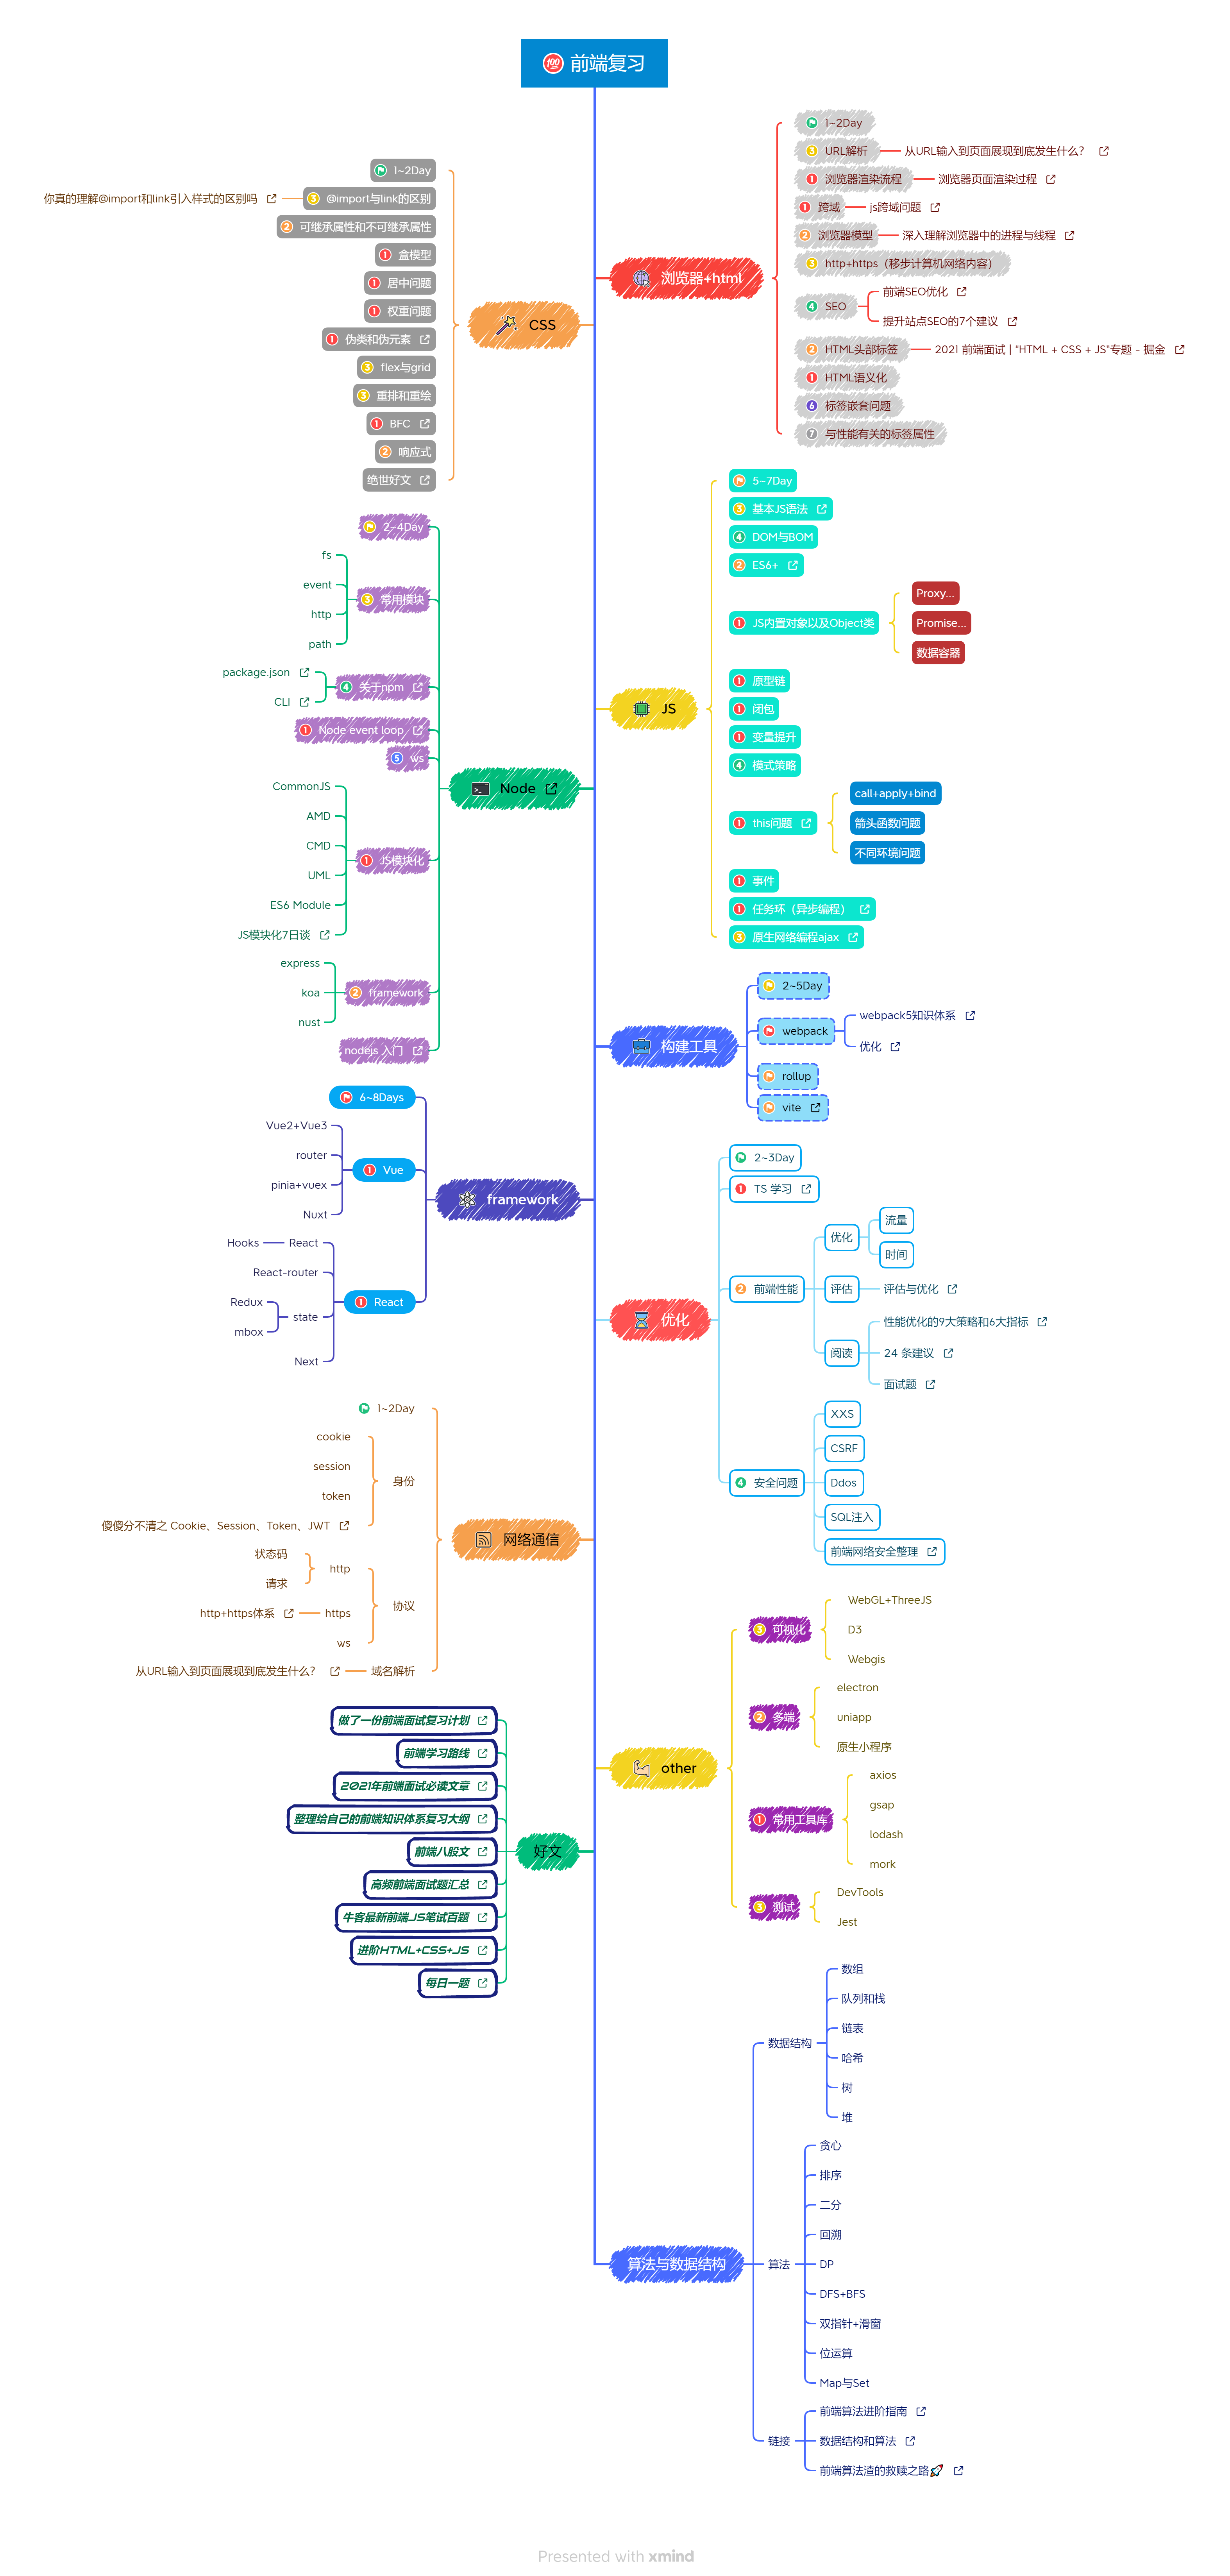 前端复习
浏览器+html
1~2Day
URL解析
从URL输入到页面展现到底发生什么？
浏览器渲染流程
浏览器页面渲染过程
跨域
js跨域问题
浏览器模型
深入理解浏览器中的进程与线程
http+https（移步计算机网络内容）
SEO
前端SEO优化
提升站点SEO的7个建议
HTML头部标签
2021 前端面试 | "HTML + CSS + JS"专题 - 掘金
HTML语义化
标签嵌套问题
与性能有关的标签属性
CSS
1~2Day
@import与link的区别
你真的理解@import和link引入样式的区别吗
可继承属性和不可继承属性
盒模型
居中问题
权重问题
伪类和伪元素
flex与grid
重排和重绘
BFC
响应式
绝世好文
JS
5~7Day
基本JS语法
DOM与BOM
ES6+
JS内置对象以及Object类
Proxy...
Promise...
数据容器
原型链
闭包
变量提升
模式策略
this问题
call+apply+bind
箭头函数问题
不同环境问题
事件
任务环（异步编程）
原生网络编程ajax
Node
2~4Day
常用模块
fs
event
http
path
关于npm
package.json
CLI
Node event loop
ws
JS模块化
CommonJS
AMD
CMD
UML
ES6 Module
JS模块化7日谈
framework
express
koa
nust
nodejs 入门
构建工具
2~5Day
webpack
webpack5知识体系
优化
rollup
vite
framework
6~8Days
Vue
Vue2+Vue3
router
pinia+vuex
Nuxt
React
React
Hooks
React-router
state
Redux
mbox
Next
优化
2~3Day
TS 学习
前端性能
优化
流量
时间
评估
评估与优化
阅读
性能优化的9大策略和6大指标
24 条建议
面试题
安全问题
XXS
CSRF
Ddos
SQL注入
前端网络安全整理
网络通信
1~2Day
身份
cookie
session
token
傻傻分不清之 Cookie、Session、Token、JWT
协议
http
状态码
请求
https
http+https体系
ws
域名解析
从URL输入到页面展现到底发生什么？
other
可视化
WebGL+ThreeJS
D3
Webgis
多端
electron
uniapp
原生小程序
常用工具库
axios
gsap
lodash
mork
测试
DevTools
Jest
好文
做了一份前端面试复习计划
前端学习路线
2021年前端面试必读文章
整理给自己的前端知识体系复习大纲
前端八股文
高频前端面试题汇总
牛客最新前端JS笔试百题
进阶HTML+CSS+JS
每日一题
算法与数据结构
数据结构
数组
队列和栈
链表
哈希
树
堆
算法
贪心
排序
二分
回溯
DP
DFS+BFS
双指针+滑窗
位运算
Map与Set
链接
前端算法进阶指南
数据结构和算法
前端算法渣的救赎之路🚀
Presented with xmind